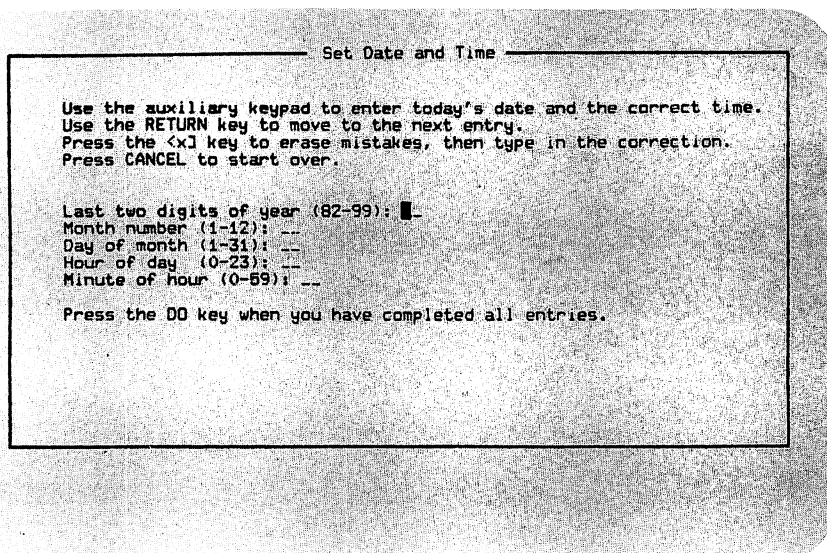 Set Date and Time
Use the auxiliary keypad to enter today's date and the correct time.
Use the RETURN key to move to the next entry.
Press the <x] key to erase mistakes, then type in the correction.
Press CANCEL to start over.
Last two digits of year (82-99): _
Month number (1-12): __
Day of month (1-31): __
Hour of day (0-23): __
Minute of hour (0-59): __
Press the DO key when you have completed all entries.